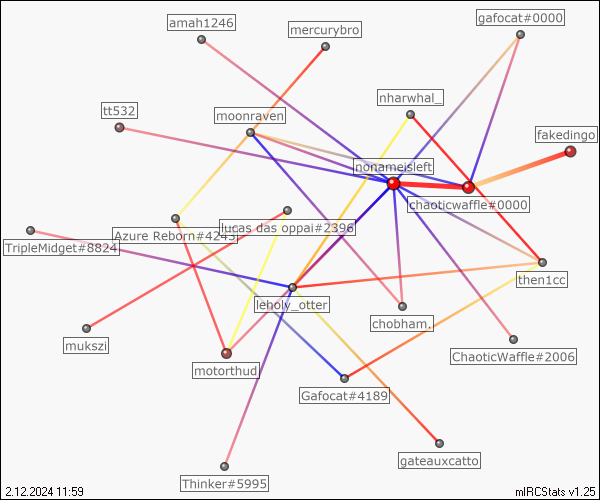 amah1246
gafocat#0000
mercurybro
nharwhal_
tt532
moonraven
fakedingo
nonameisleft
chaoticwaffle#0000
lucas das oppai#2396
Azure Reborn#4245
TripleMidget#8824
then1cc
leholy_otter
chobham.
mukszi
ChaoticWaffle#2006
motorthud
Gafocat#4189
gateauxcatto
Thinker#5995
2.12.2024 11:59
mIRCStats v1.25